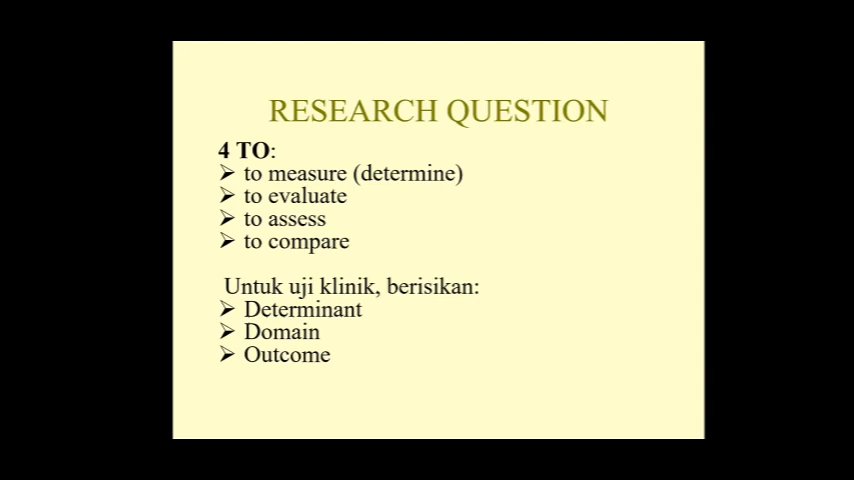 RESEARCH QUESTION
4 TO:
➢ to measure (determine)
➢ to evaluate
➢ to assess
➢ to compare
Untuk uji klinik, berisikan:
➢ Determinant
➢ Domain
➢ Outcome